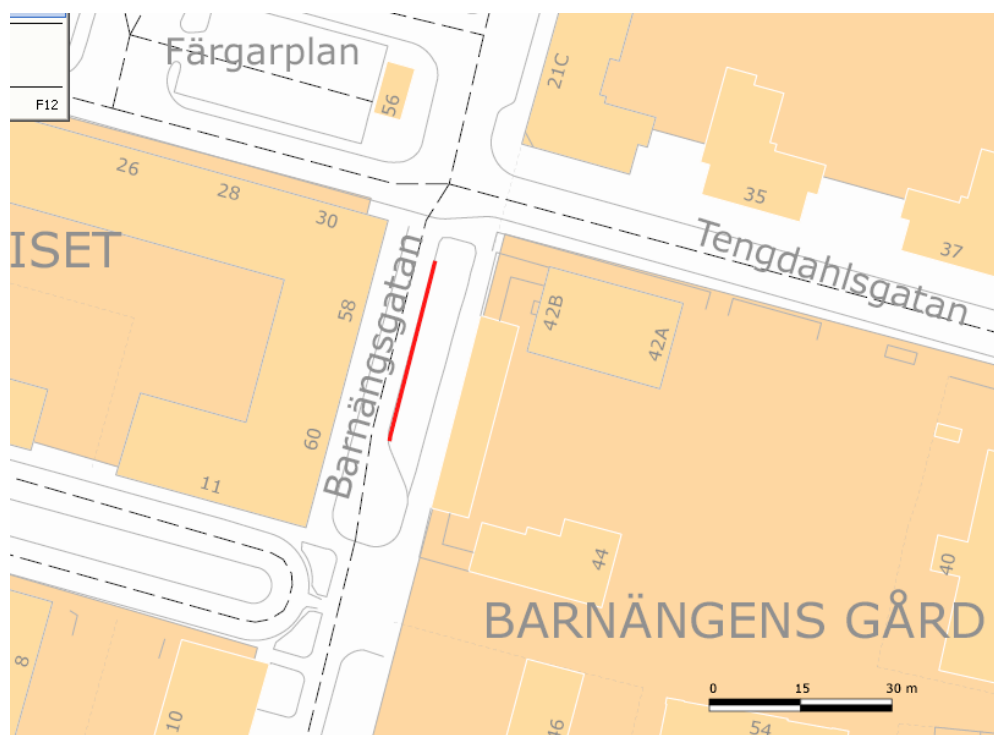 F12
Färgarplan
56
21C
26
28
30
35
37
ISET
Tengdahlsgatan
Barnängsgatan
58
42B
42A
60
11
44
40
BARNÄNGENS GÅRD
8
10
46
54
0 15 30 m